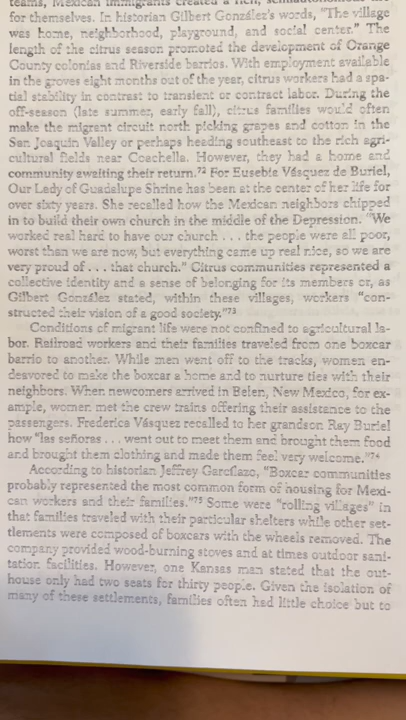 teams, Mexican immigrants created a rich, semiautonomous life
for themselves. In historian Gilbert González's words, "The village
was home, neighborhood, playground, and social center." The
length of the citrus season promoted the development of Orange
County colonias and Riverside barrios. With employment available
in the groves eight months out of the year, citrus workers had a spa-
tial stability in contrast to transient or contract labor. During the
off-season (late summer, early fall), citrus families would often
make the migrant circuit north picking grapes and cotton in the
San Joaquin Valley or perhaps heading southeast to the rich agri-
cultural fields near Coachella. However, they had a home and
community awaiting their return.72 For Eusebia Vásquez de Buriel,
Our Lady of Guadalupe Shrine has been at the center of her life for
over sixty years. She recalled how the Mexican neighbors chipped
in to build their own church in the middle of the Depression. "We
worked real hard to have our church . . . the people were all poor,
worst than we are now, but everything came up real nice, so we are
very proud of . . . that church." Citrus communities represented a
collective identity and a sense of belonging for its members or, as
Gilbert González stated, within these villages, workers "con-
structed their vision of a good society."73
Conditions of migrant life were not confined to agricultural la-
bor. Railroad workers and their families traveled from one boxcar
barrio to another. While men went off to the tracks, women en-
deavored to make the boxcar a home and to nurture ties with their
neighbors. When newcomers arrived in Belen, New Mexico, for ex-
ample, women met the crew trains offering their assistance to the
passengers. Frederica Vásquez recalled to her grandson Ray Buriel
how "las señoras . . . went out to meet them and brought them food
and brought them clothing and made them feel very welcome."74
According to historian Jeffrey Garcílazo, "Boxcar communities
probably represented the most common form of housing for Mexi-
can workers and their families."75 Some were "rolling villages" in
that families traveled with their particular shelters while other set-
tlements were composed of boxcars with the wheels removed. The
company provided wood-burning stoves and at times outdoor sani-
tation facilities. However, one Kansas man stated that the out-
house only had two seats for thirty people. Given the isolation of
many of these settlements, families often had little choice but to